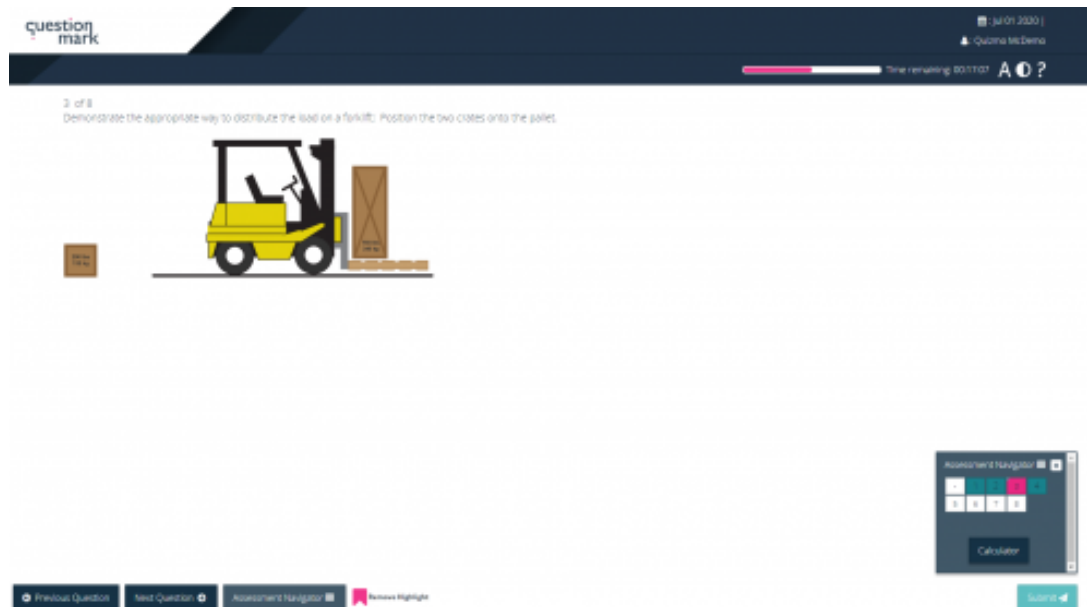 question
mark
: Jul 01 2020 |
: Quizma McDemo
Time remaining: 00:17:07 A ?
3 of 8
Demonstrate the appropriate way to distribute the load on a forklift: Position the two crates onto the pallet.
Assessment Navigator
1 2 3 4
5 6 7 8
Calculator
Previous Question Next Question Assessment Navigator Remove Highlight Submit